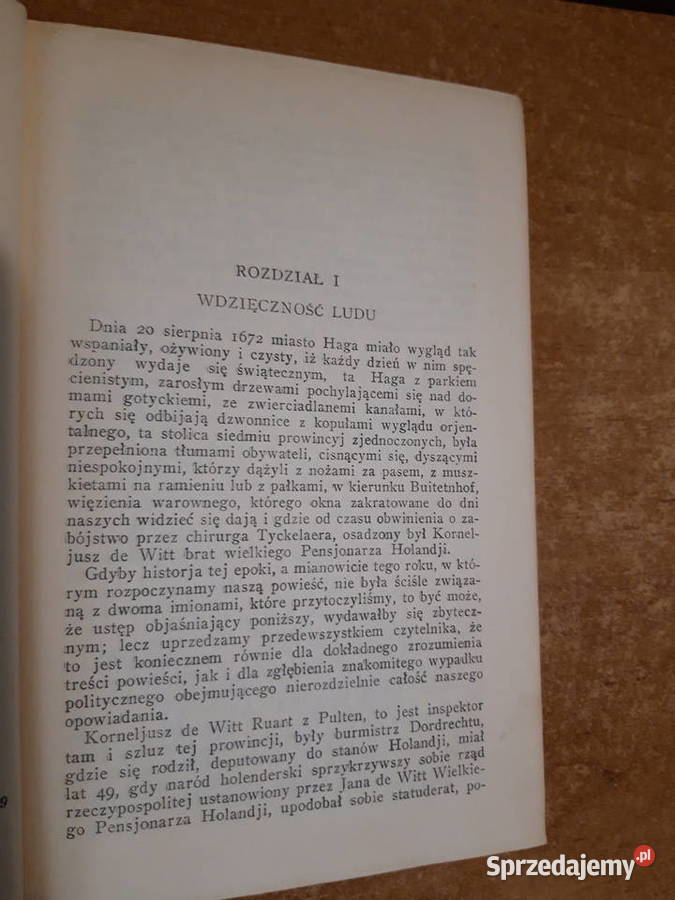 ROZDZIAŁ I
WDZIĘCZNOŚĆ LUDU
Dnia 20 sierpnia 1672 miasto Haga miało wygląd tak
wspaniały, ożywiony i czysty, iż każdy dzień w nim spę-
dzony wydaje się świątecznym, ta Haga z parkiem
cienistym, zarosłym drzewami pochylającemi się nad do-
mami gotyckiemi, ze zwierciadlanemi kanałami, w któ-
rych się odbijają dzwonnice z kopułami wyglądu orjen-
talnego, ta stolica siedmiu prowincyj zjednoczonych, była
przepełniona tłumami obywateli, cisnącymi się, dyszącymi
niespokojnymi, którzy dążyli z nożami za pasem, z musz-
kietami na ramieniu lub z pałkami, w kierunku Buitetnhof,
więzienia warownego, którego okna zakratowane do dni
naszych widzieć się dają i gdzie od czasu obwinienia o za-
bójstwo przez chirurga Tyckelaera, osadzony był Kornel-
ljusz de Witt brat wielkiego Pensjonarza Holandji.
Gdyby historja tej epoki, a mianowicie tego roku, w któ-
rym rozpoczynamy naszą powieść, nie była ściśle związa-
ną z dwoma imionami, które przytoczyliśmy, to być może,
że ustęp objaśniający poniższy, wydawałby się zbytecz-
nym; lecz uprzedzamy przedewszystkiem czytelnika, że
to jest koniecznem równie dla dokładnego zrozumienia
treści powieści, jak i dla zgłębienia znakomitego wypadku
politycznego obejmującego nierozdzielnie całość naszego
opowiadania.
Korneljusz de Witt Ruart z Pulten, to jest inspektor
tam i szluz tej prowincji, były burmistrz Dordrechtu,
gdzie się rodził, deputowany do stanów Holandji, miał
lat 49, gdy naród holenderski sprzykrzywszy sobie rząd
rzeczypospolitej ustanowiony przez Jana de Witt Wielkie-
go Pensjonarza Holandji, upodobał sobie statuderat, po-
9
Sprzedajemy.pl